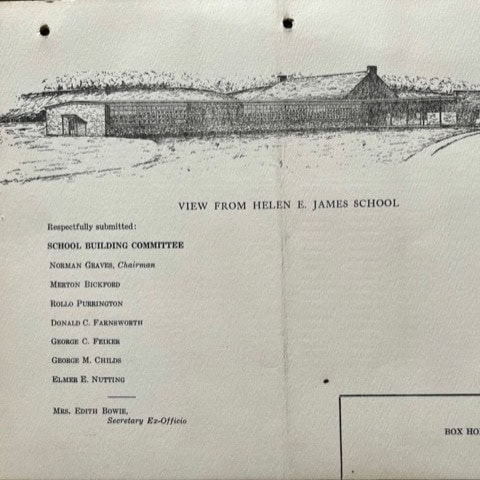 VIEW FROM HELEN E. JAMES SCHOOL
Respectfully submitted:
SCHOOL BUILDING COMMITTEE
NORMAN GRAVES, Chairman
MERTON BICKFORD
ROLLO PURRINGTON
DONALD C. FARNSWORTH
GEORGE C. FEIKER
GEORGE M. CHILDS
ELMER E. NUTTING
MRS. EDITH BOWIE,
Secretary Ex-Officio
BOX HO